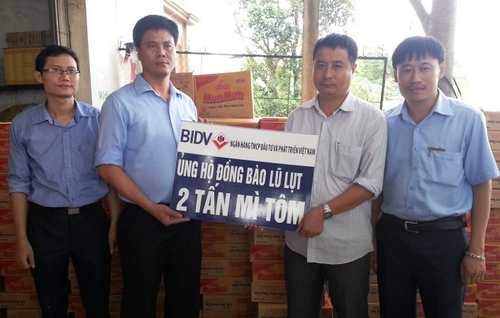 MumMum
BIDV NGÂN HÀNG TMCP ĐẦU TƯ VÀ PHÁT TRIỂN VIỆT NAM
ỦNG HỘ ĐỒNG BÀO LŨ LỤT
2 TẤN MÌ TÔM